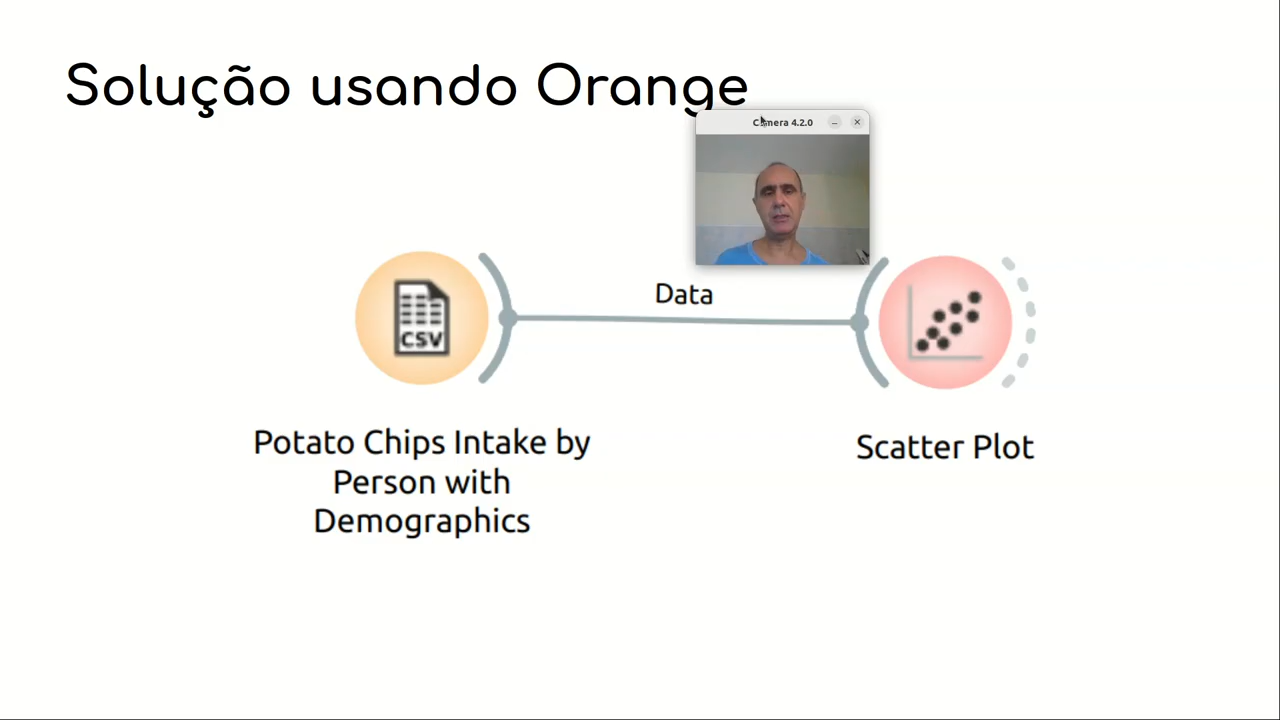 Solução usando Orange
Camera 4.2.0
Data
CSV
Potato Chips Intake by
Person with
Demographics
Scatter Plot